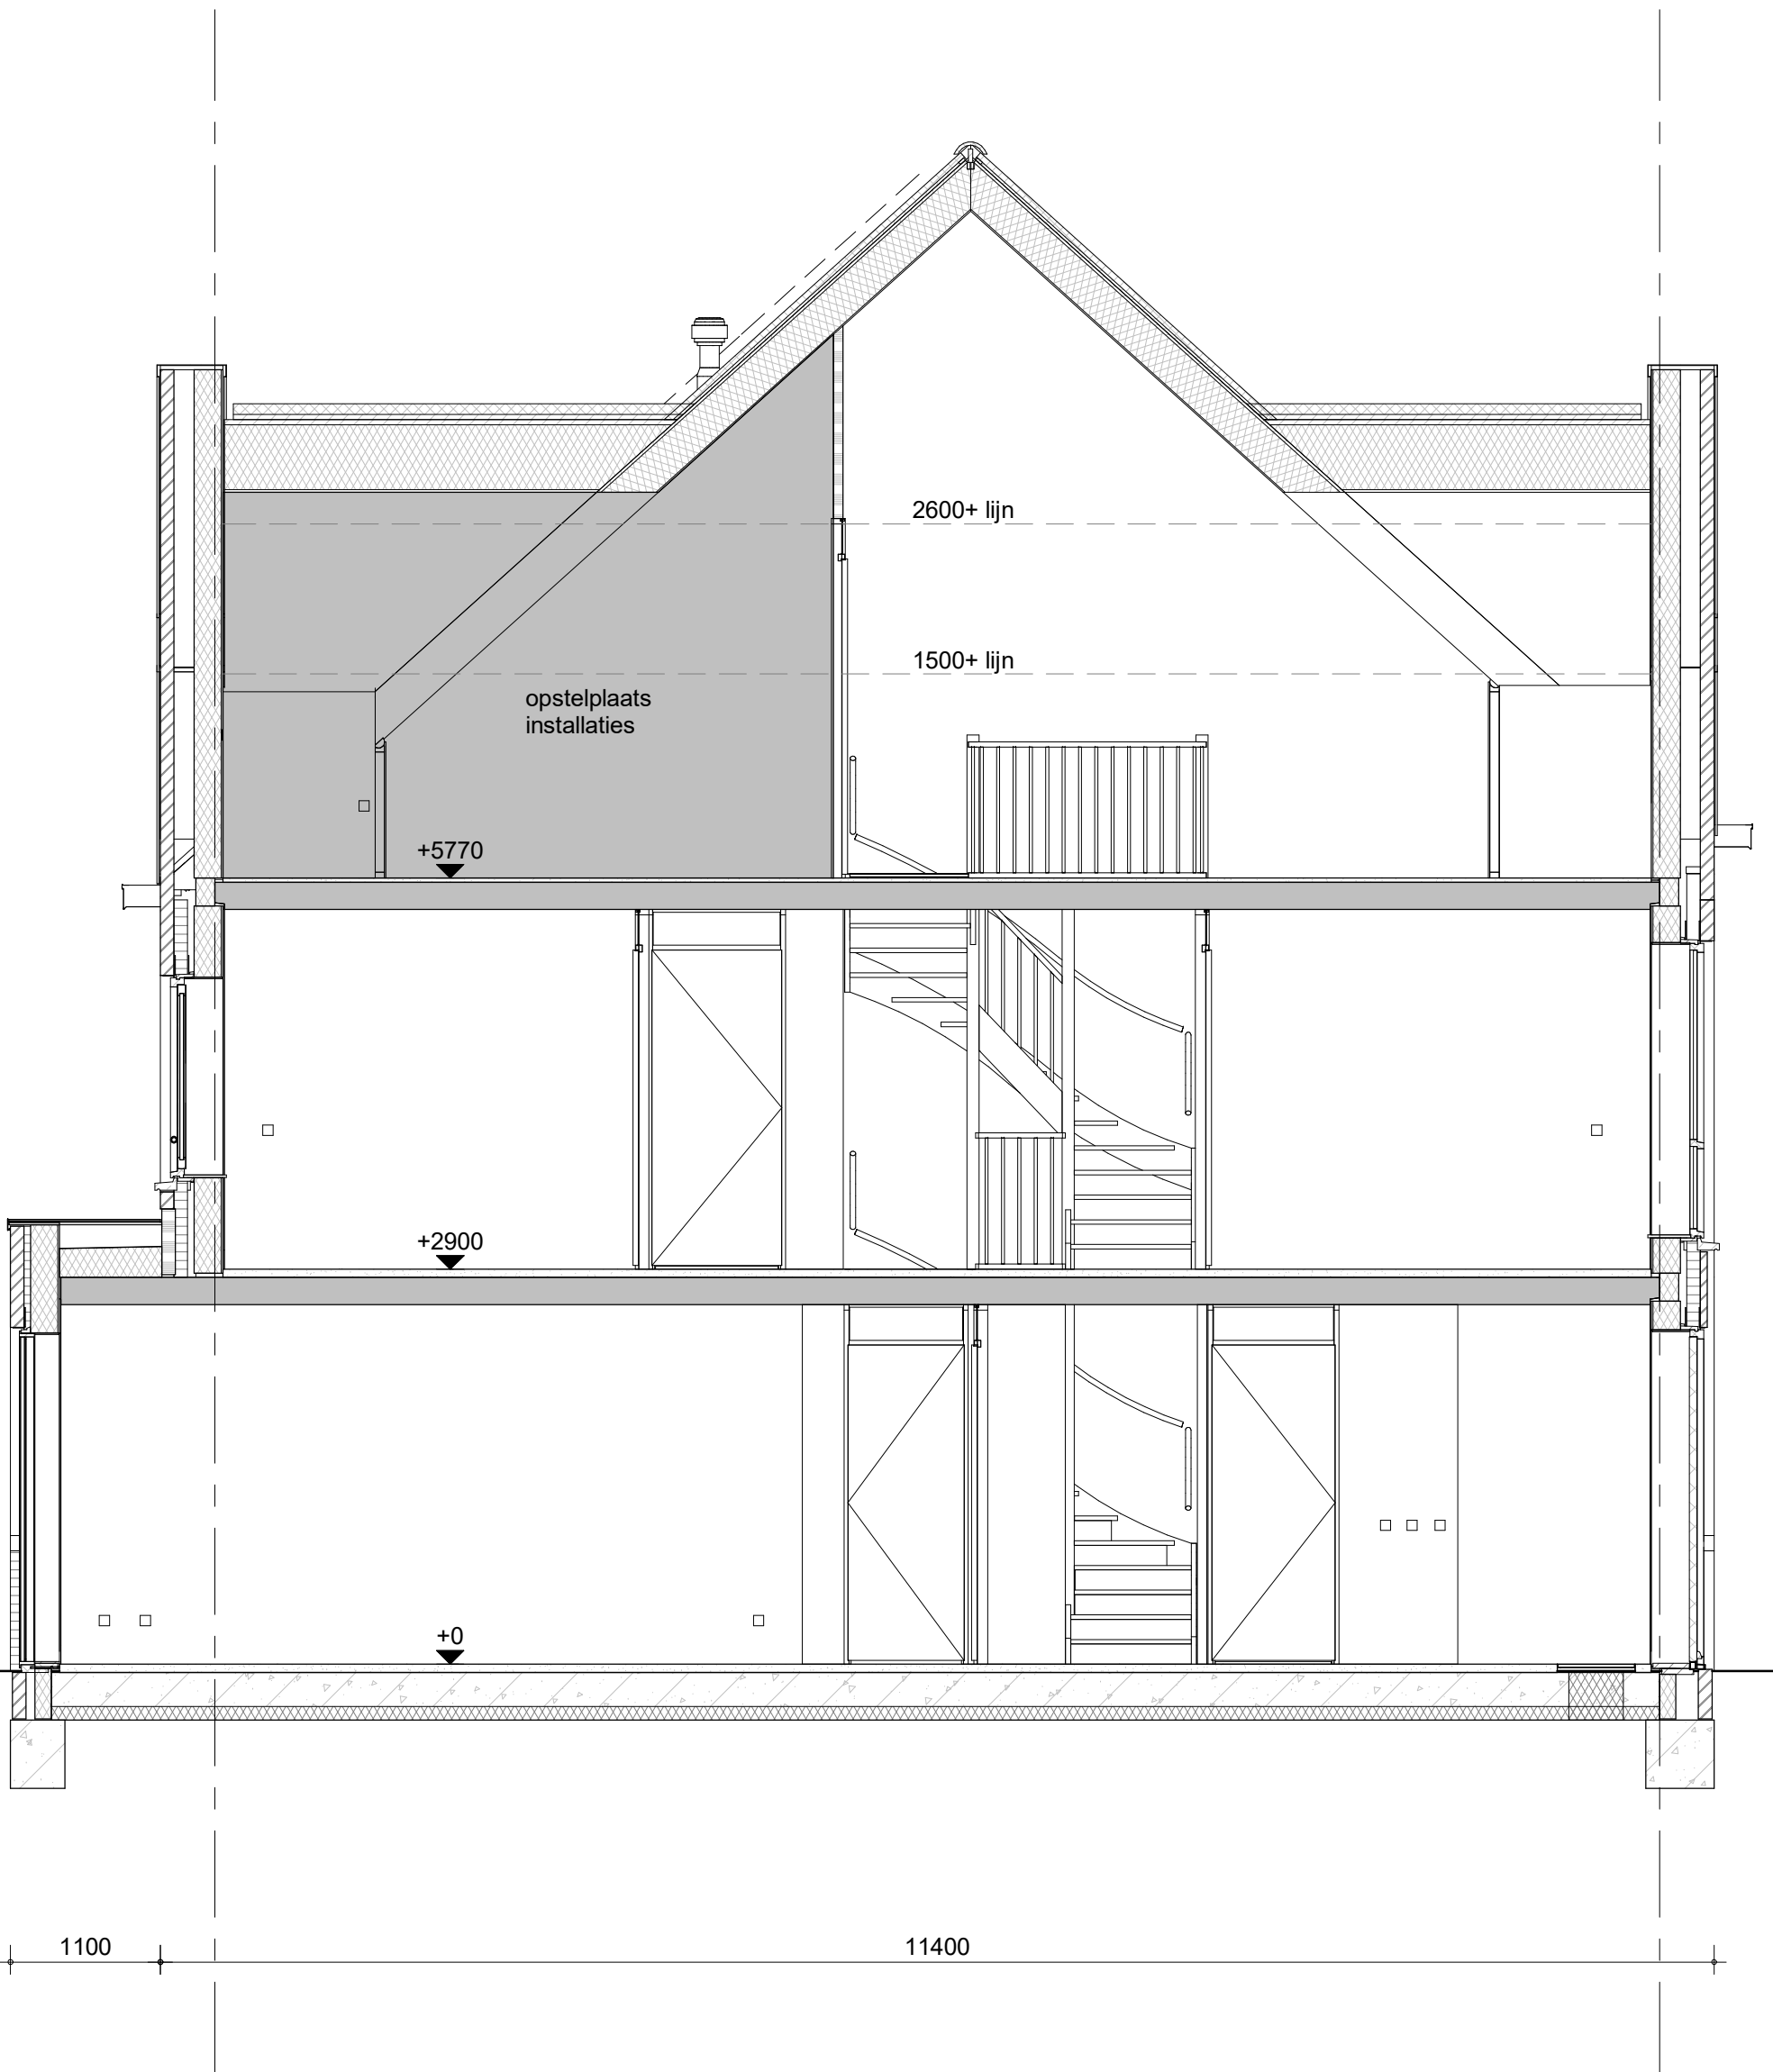 2600+ lijn
1500+ lijn
opstelplaats
installaties
+5770
+2900
+0
1100
11400